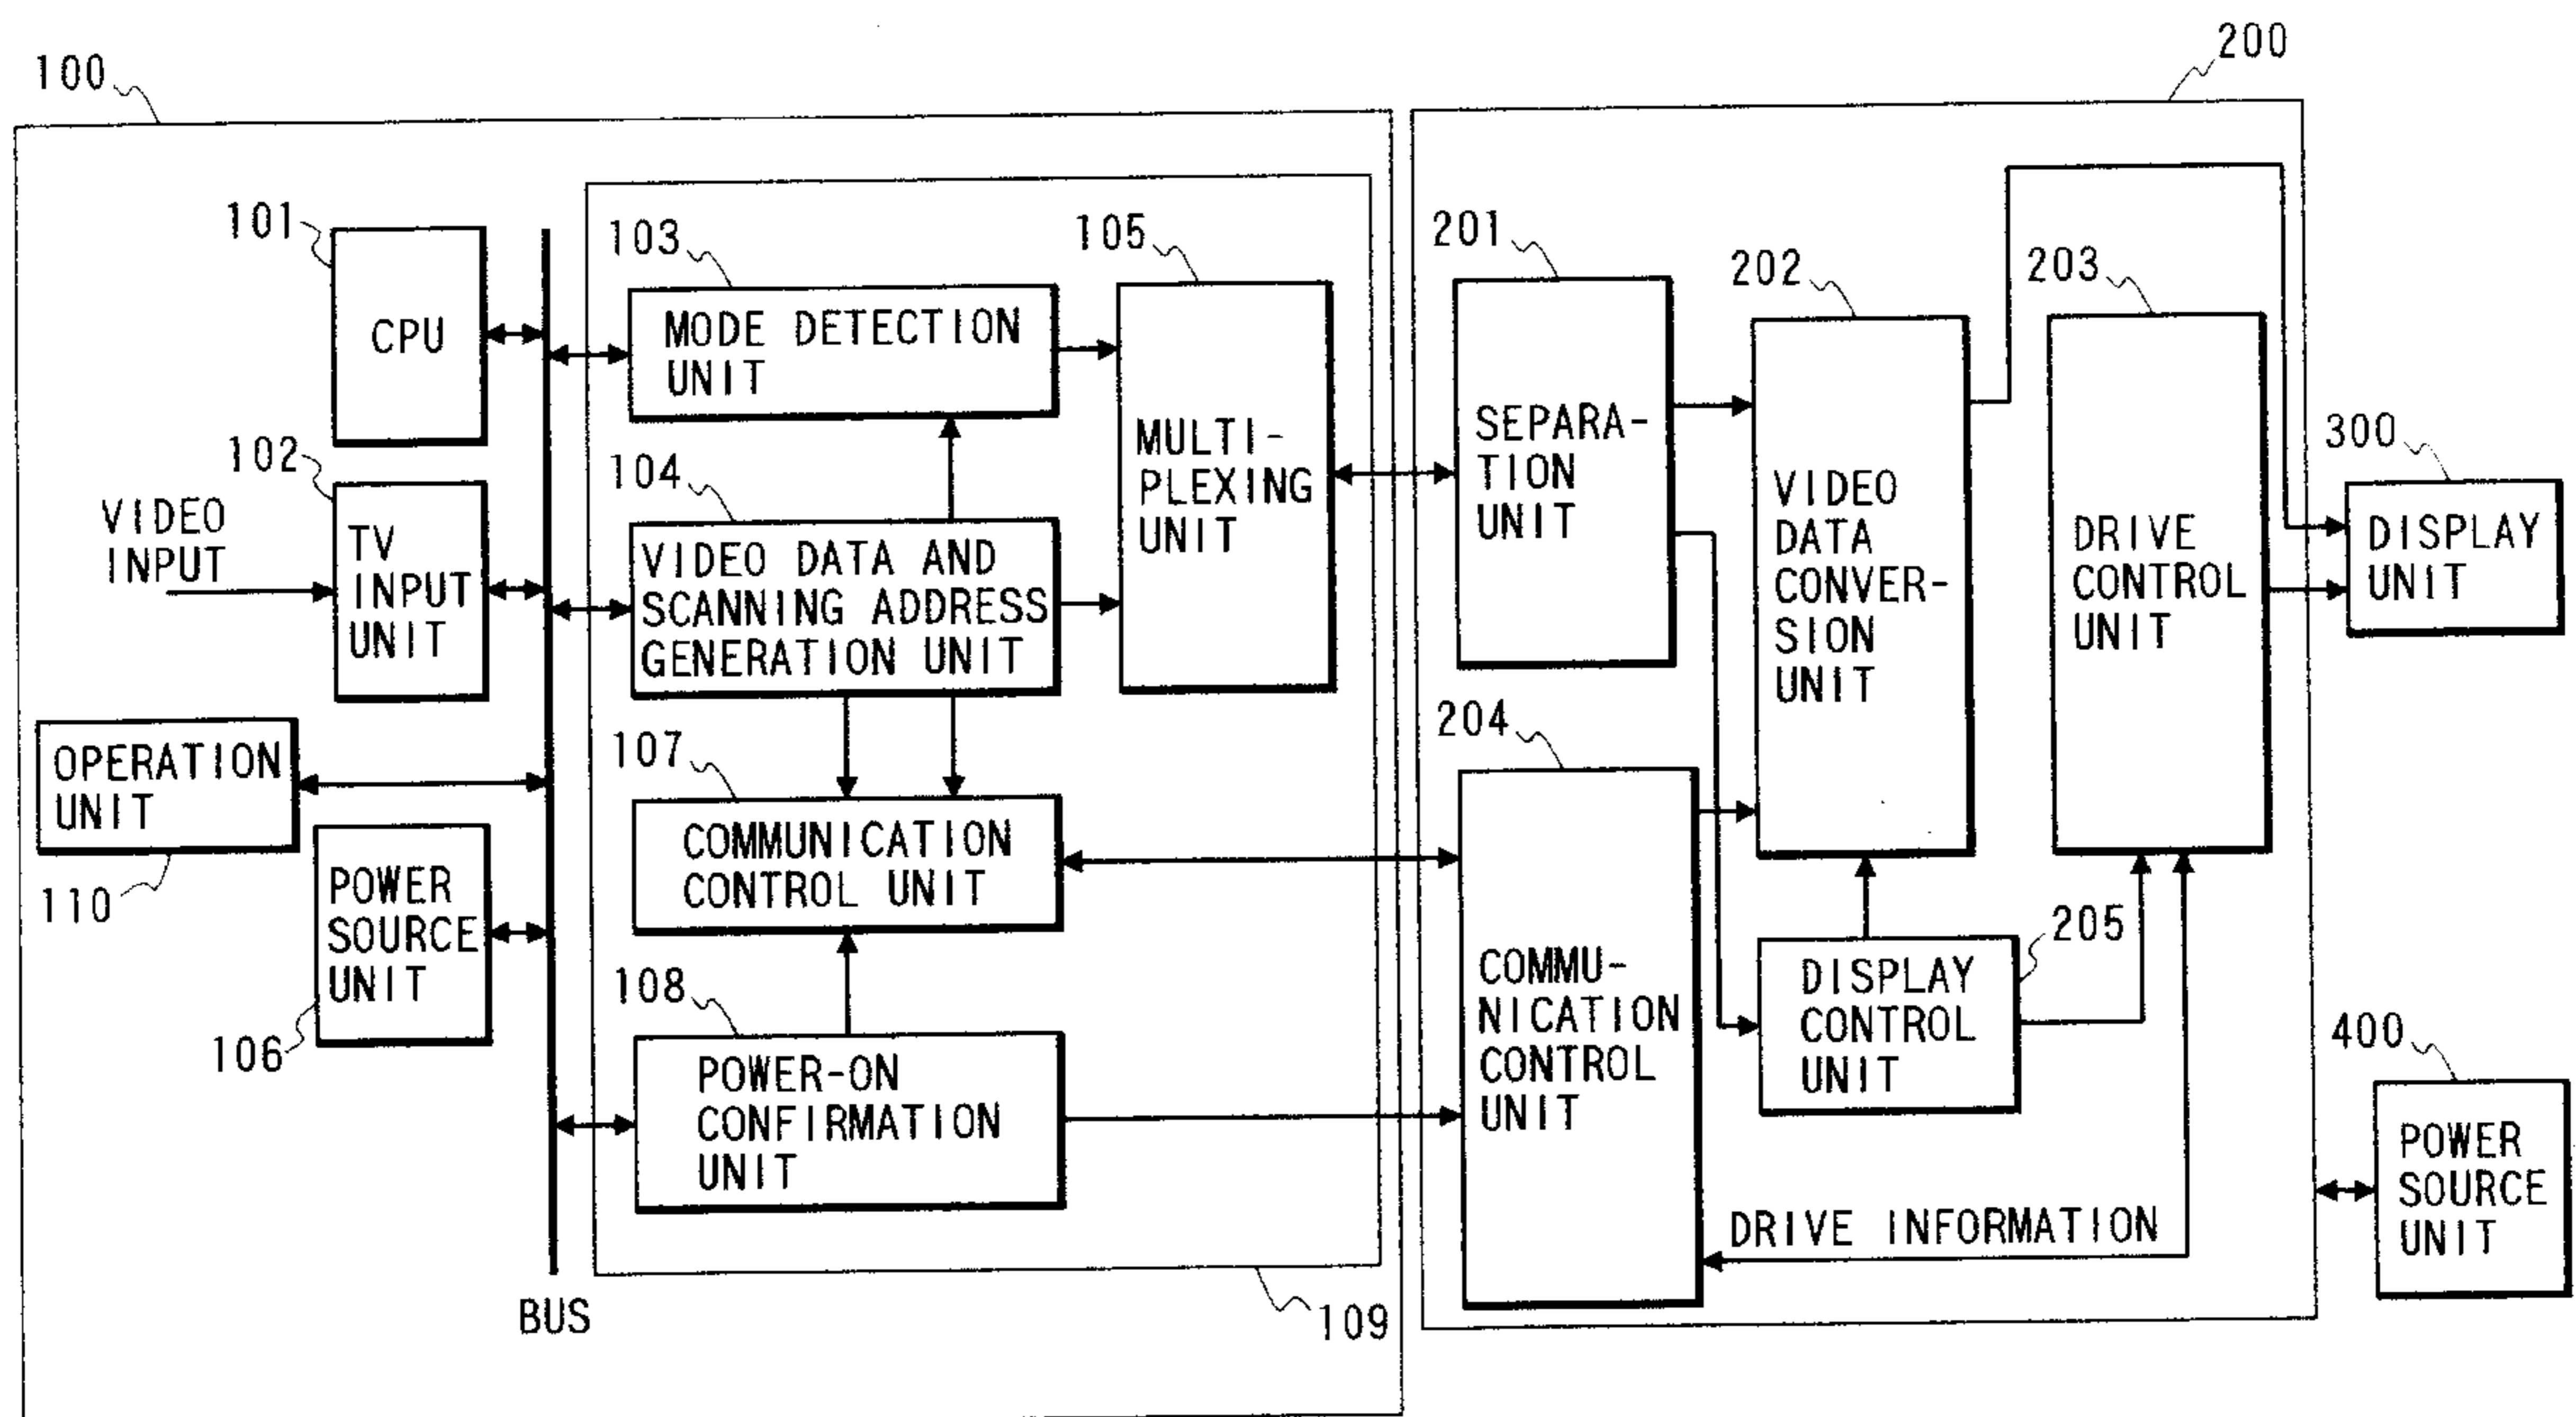 100
200
101
CPU
102
VIDEO
INPUT
TV
INPUT
UNIT
OPERATION
UNIT
110
POWER
SOURCE
UNIT
106
BUS
103
MODE DETECTION
UNIT
104
VIDEO DATA AND
SCANNING ADDRESS
GENERATION UNIT
105
MULTI-
PLEXING
UNIT
107
COMMUNICATION
CONTROL UNIT
108
POWER-ON
CONFIRMATION
UNIT
109
201
SEPARA-
TION
UNIT
202
VIDEO
DATA
CONVER-
SION
UNIT
203
DRIVE
CONTROL
UNIT
204
COMMU-
NICATION
CONTROL
UNIT
205
DISPLAY
CONTROL
UNIT
DRIVE INFORMATION
300
DISPLAY
UNIT
400
POWER
SOURCE
UNIT